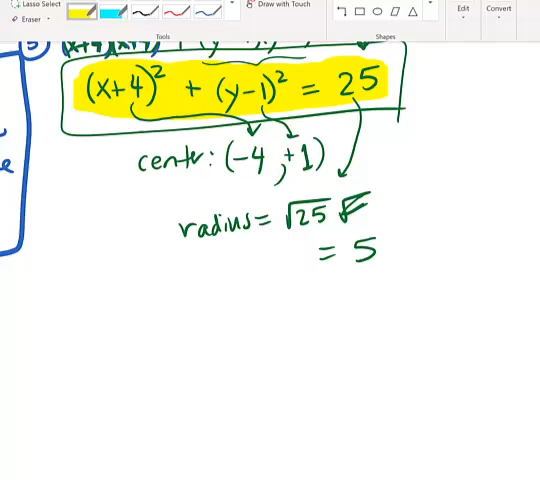 Lasso Select
Eraser
Draw with Touch
Edit
Tools
Shapes
(x+4)² + (y-1)² = 25
center: (-4, +1)
radius = √25
= 5